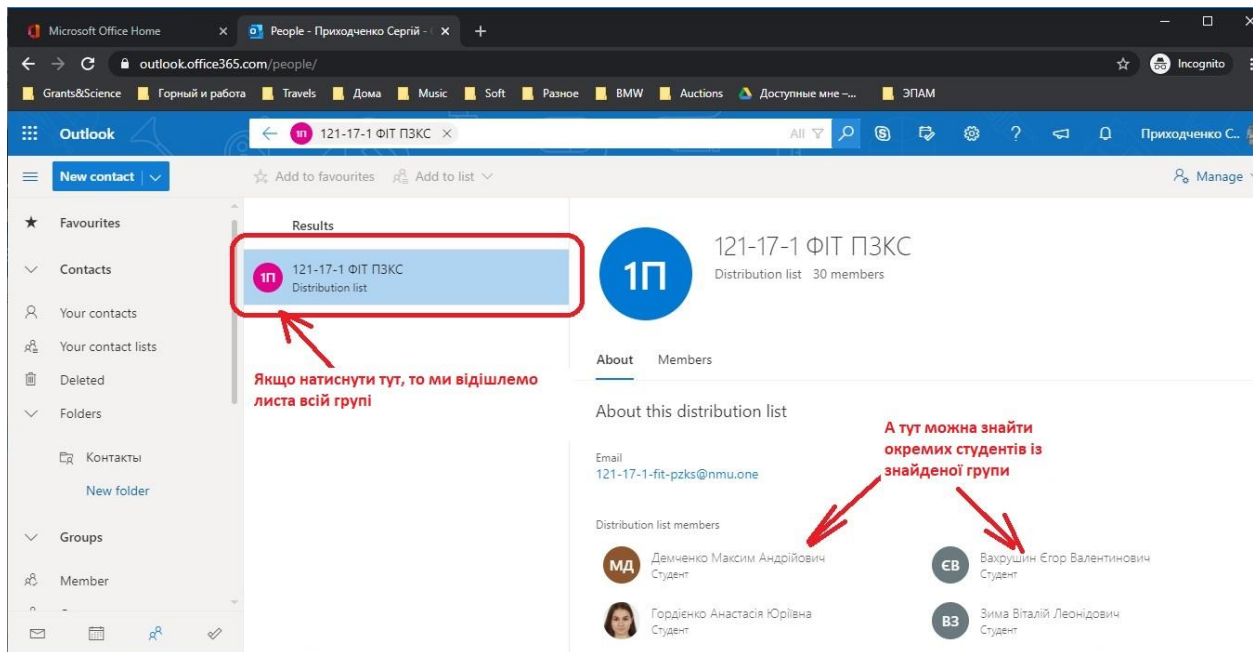 Microsoft Office Home
People - Приходченко Сергій -
outlook.office365.com/people/
Incognito
Grants&Science Горный и работа Travels Дома Music Soft Разное BMW Auctions Доступные мне –... ЭПАМ
Outlook
1П 121-17-1 ФІТ ПЗКС
All
Приходченко С..
New contact
Add to favourites Add to list
Manage
Favourites
Contacts
Your contacts
Your contact lists
Deleted
Folders
Контакты
New folder
Groups
Member
Results
1П
121-17-1 ФІТ ПЗКС
Distribution list
Якщо натиснути тут, то ми відішлемо
листа всій групі
1П
121-17-1 ФІТ ПЗКС
Distribution list 30 members
About Members
About this distribution list
А тут можна знайти
окремих студентів із
знайденої групи
Email
121-17-1-fit-pzks@nmu.one
Distribution list members
МД
Демченко Максим Андрійович
Студент
ЄВ
Вахрушин Єгор Валентинович
Студент
Гордієнко Анастасія Юріївна
Студент
ВЗ
Зима Віталій Леонідович
Студент